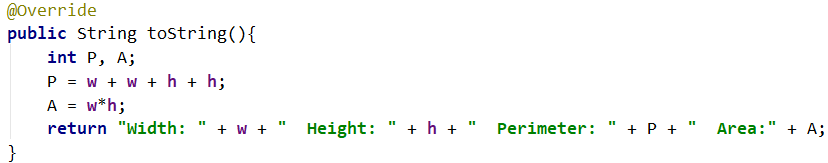 @Override
public String toString(){
    int P, A;
    P = w + w + h + h;
    A = w*h;
    return "Width: " + w + "  Height: " + h + "  Perimeter: " + P + "  Area:" + A;
}